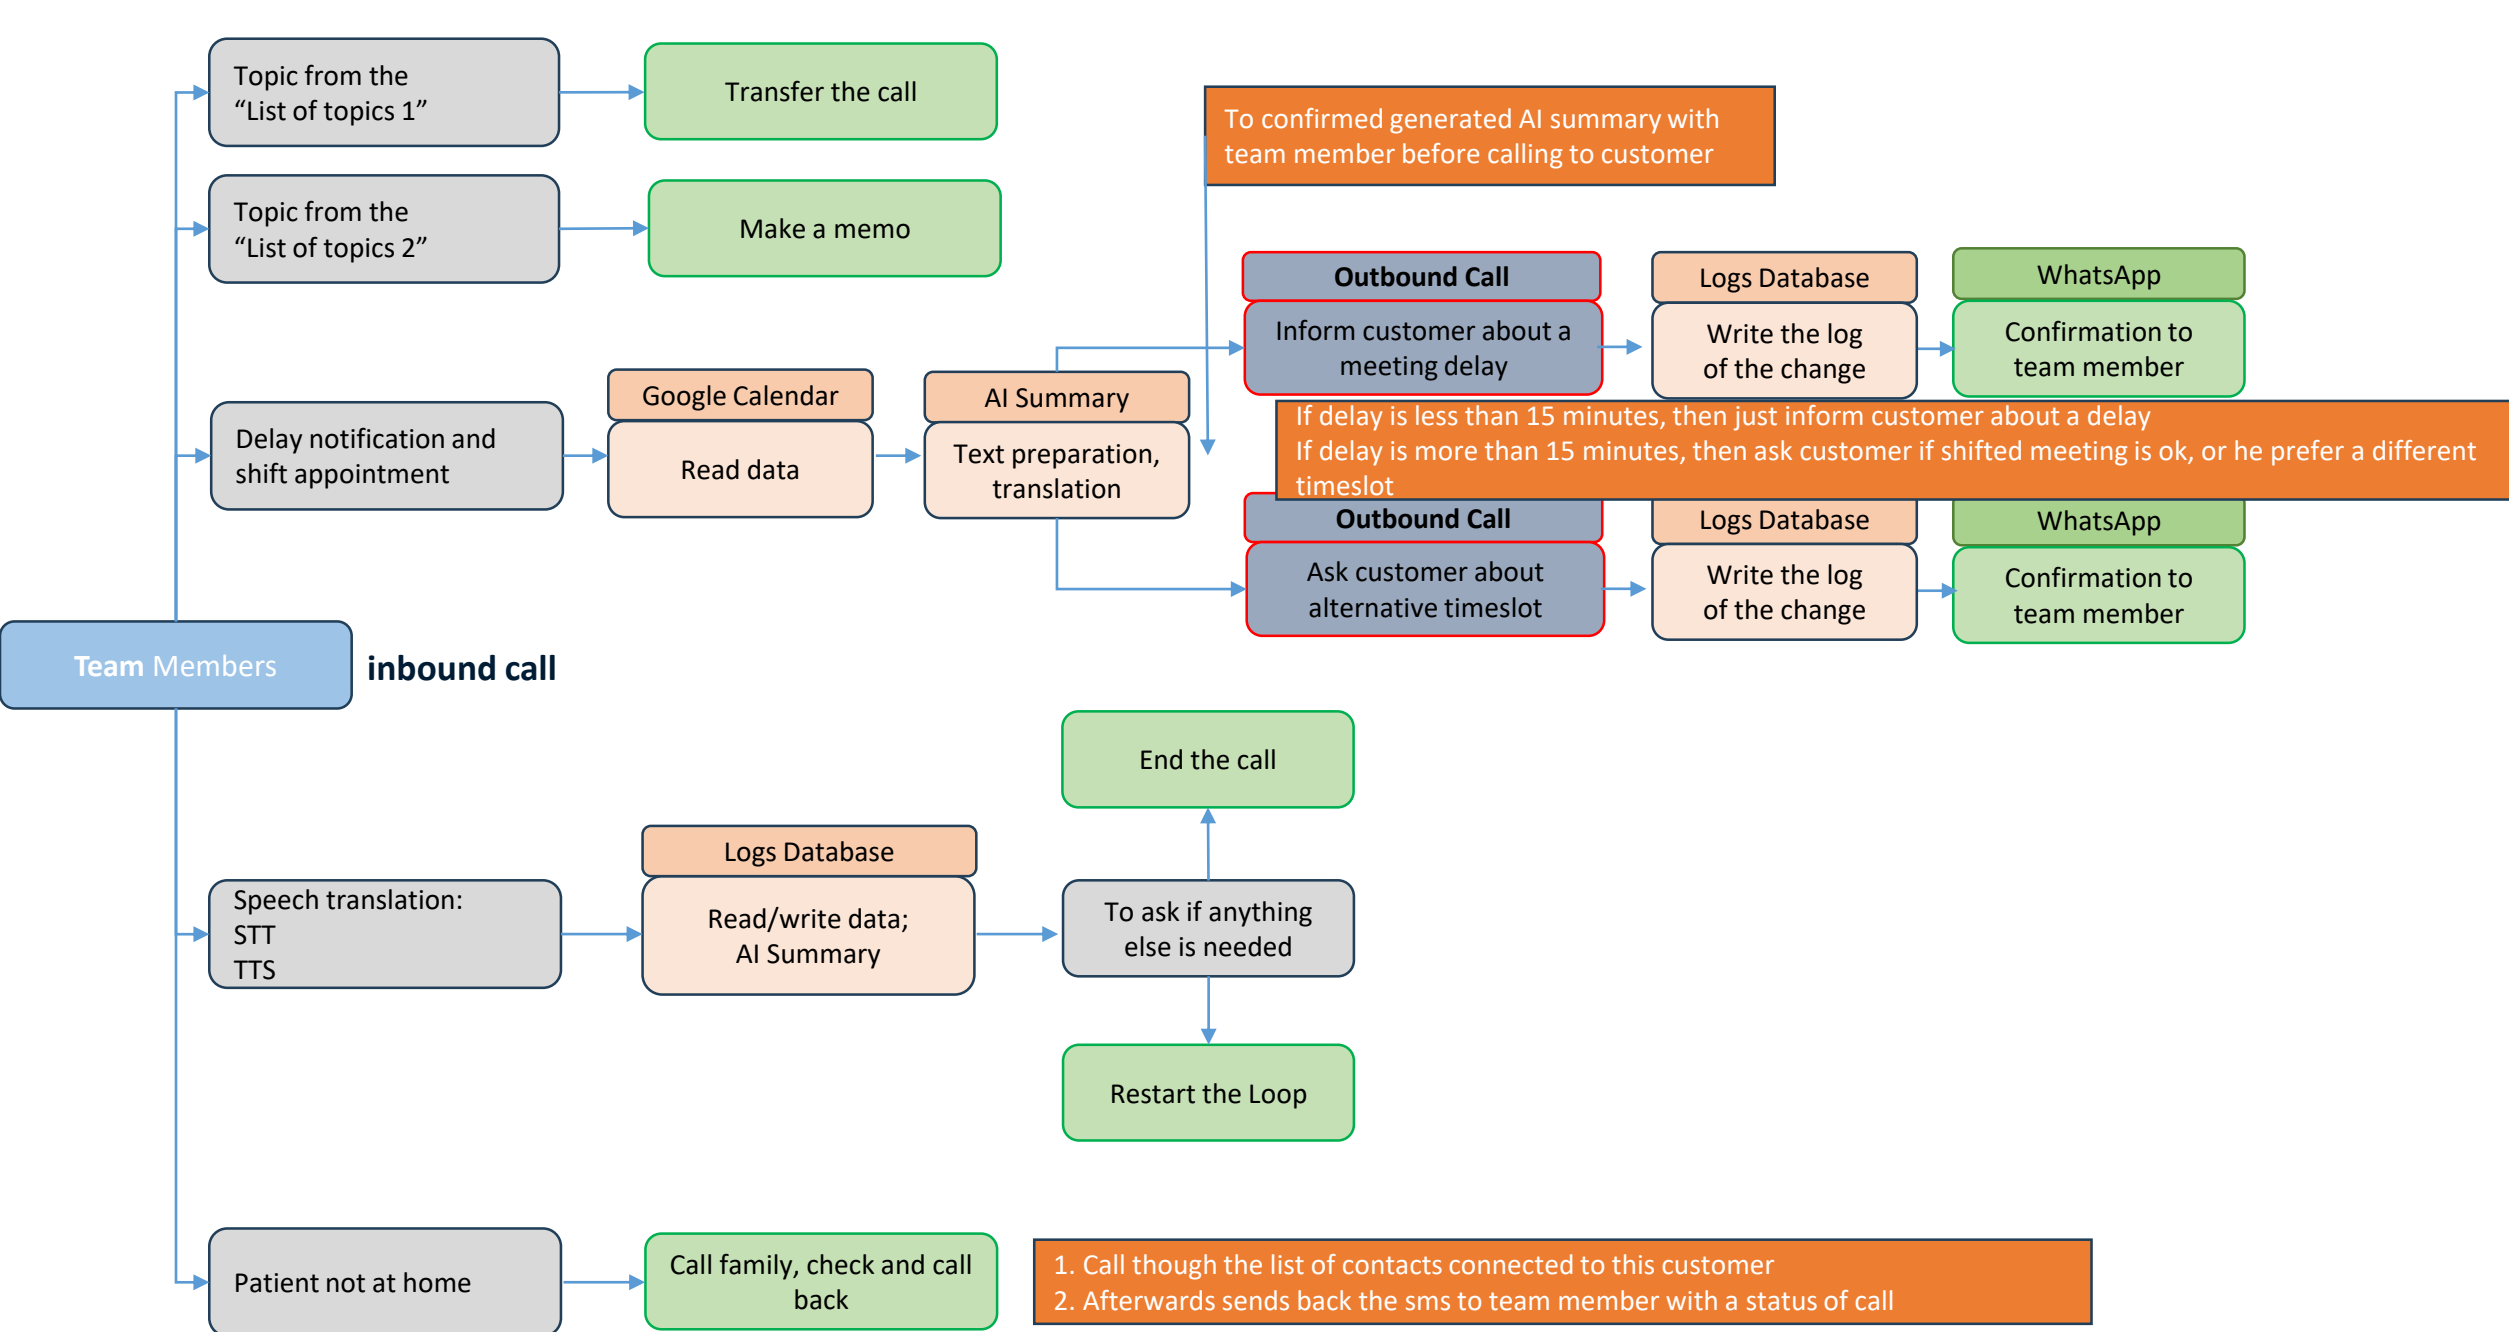 Topic from the
“List of topics 1”
Transfer the call
To confirmed generated AI summary with
team member before calling to customer
Topic from the
“List of topics 2”
Make a memo
Outbound Call
Inform customer about a
meeting delay
Logs Database
Write the log
of the change
WhatsApp
Confirmation to
team member
Delay notification and
shift appointment
Google Calendar
Read data
AI Summary
Text preparation,
translation
If delay is less than 15 minutes, then just inform customer about a delay
If delay is more than 15 minutes, then ask customer if shifted meeting is ok, or he prefer a different
timeslot
Outbound Call
Ask customer about
alternative timeslot
Logs Database
Write the log
of the change
WhatsApp
Confirmation to
team member
Team Members
inbound call
End the call
Speech translation:
STT
TTS
Logs Database
Read/write data;
AI Summary
To ask if anything
else is needed
Restart the Loop
Patient not at home
Call family, check and call
back
1. Call though the list of contacts connected to this customer
2. Afterwards sends back the sms to team member with a status of call